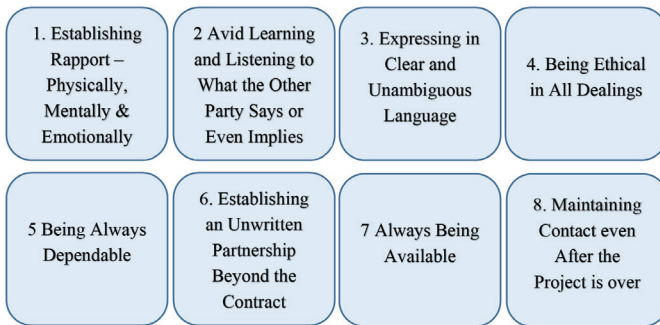 1. Establishing
Rapport –
Physically,
Mentally &
Emotionally
2 Avid Learning
and Listening to
What the Other
Party Says or
Even Implies
3. Expressing in
Clear and
Unambiguous
Language
4. Being Ethical
in All Dealings
5 Being Always
Dependable
6. Establishing
an Unwritten
Partnership
Beyond the
Contract
7 Always Being
Available
8. Maintaining
Contact even
After the
Project is over